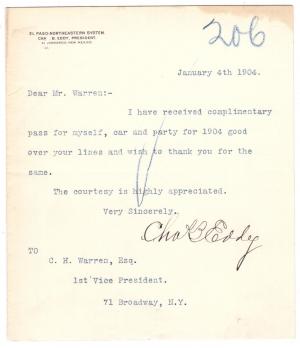 EL PASO-NORTHEASTERN SYSTEM.
CHA  B. EDDY, PRESIDENT.
206
January 4th 1904.
Dear Mr. Warren:-
I have received complimentary
pass for myself, car and party for 1904 good
over your lines and wish to thank you for the
same.
The courtesy is highly appreciated.
Very Sincerely,
Chas B Eddy
TO
C. H. Warren, Esq.
1st Vice President.
71 Broadway, N.Y.